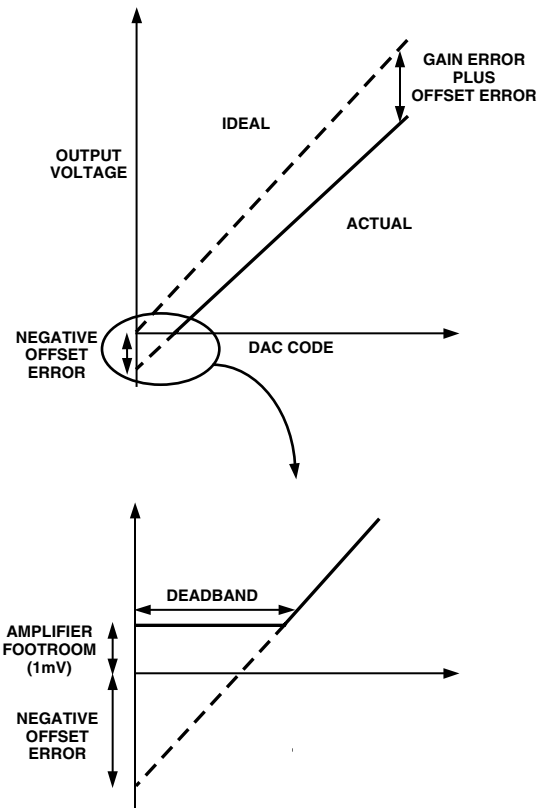 GAIN ERROR
PLUS
OFFSET ERROR
IDEAL
OUTPUT
VOLTAGE
ACTUAL
NEGATIVE
OFFSET
ERROR
DAC CODE
DEADBAND
AMPLIFIER
FOOTROOM
(1mV)
NEGATIVE
OFFSET
ERROR